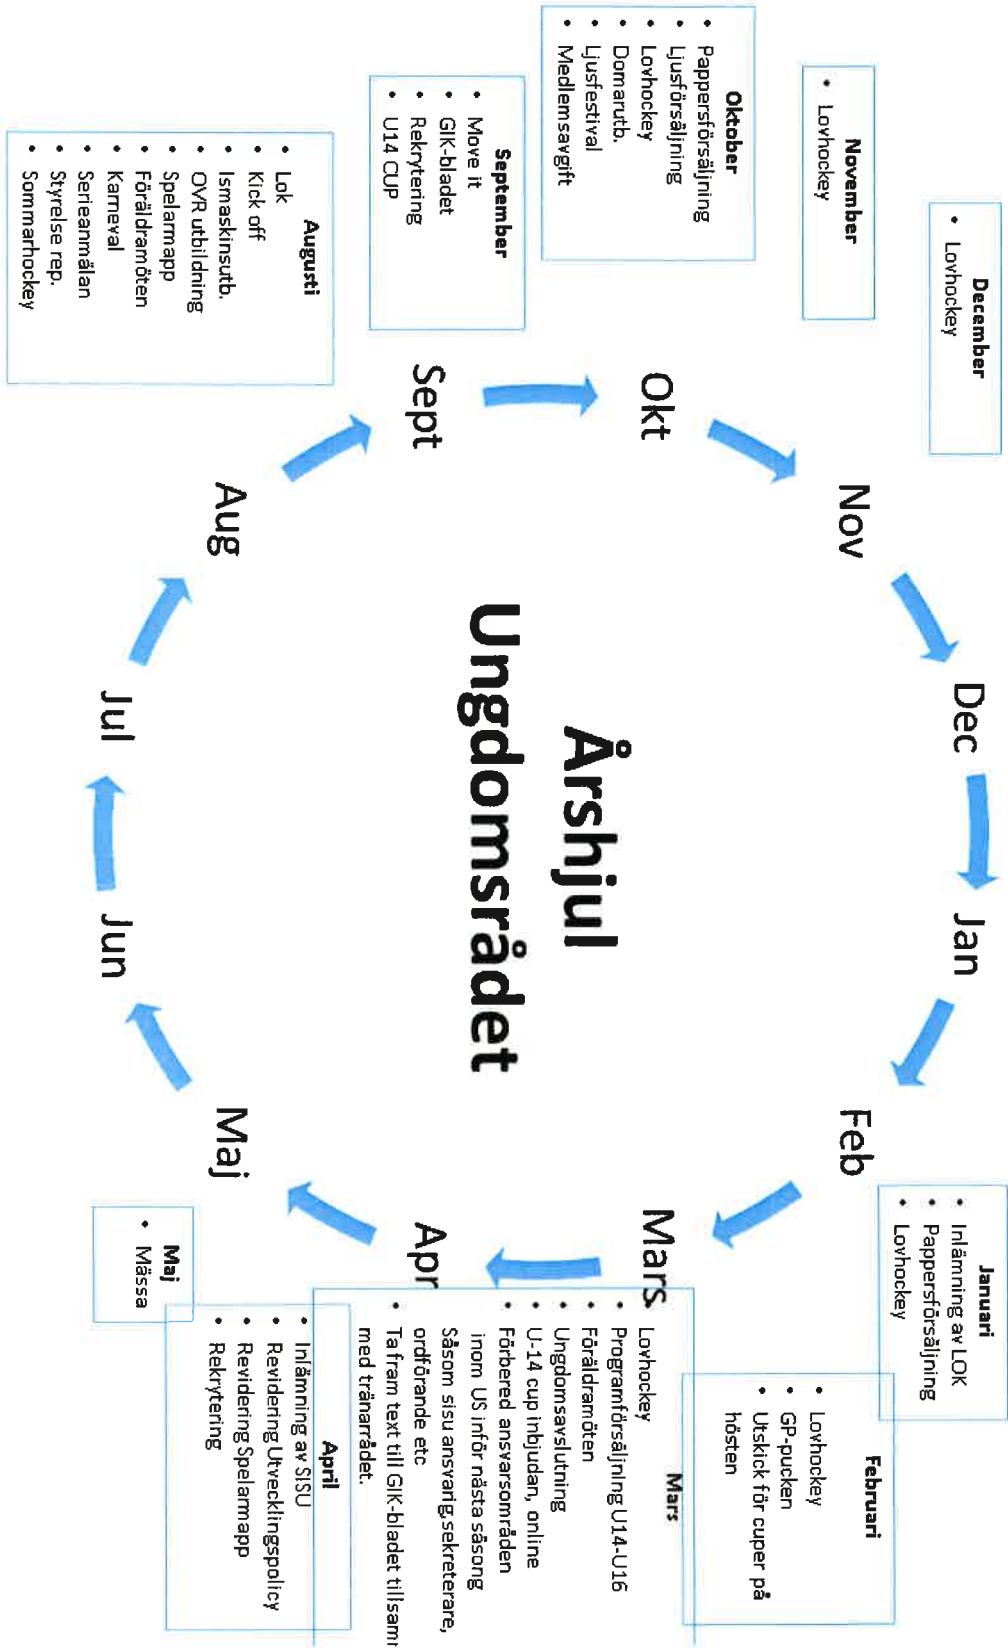 Årshjul
Ungdomsrådet
Jan
Feb
Mars
Apr
Maj
Jun
Jul
Aug
Sept
Okt
Nov
Dec
Januari
• Inlämning av LOK
• Pappersförsäljning
• Lovhockey
Februari
• Lovhockey
• GP-pucken
• Utskick för cuper på
hösten
Mars
• Lovhockey
• Programförsäljning U14-U16
• Föräldramöten
• Ungdomsavslutning
• U-14 cup inbjudan, online
• Förbered ansvarsområden
inom US inför nästa säsong
Såsom sisu ansvarig,sekreterare,
ordförande etc
• Ta fram text till GIK-bladet tillsam
med tränarrådet.
April
• Inlämning av SISU
• Revidering Utvecklingspolicy
• Revidering Spelarmapp
• Rekrytering
Maj
• Mässa
Augusti
• Lok
• Kick off
• Ismaskinsutb.
• OVR utbildning
• Spelarmapp
• Föräldramöten
• Karneval
• Serieanmälan
• Styrelse rep.
• Sommarhockey
September
• Move it
• GIK-bladet
• Rekrytering
• U14 CUP
Oktober
• Pappersförsäljning
• Ljusförsäljning
• Lovhockey
• Domarutb.
• Ljusfestival
• Medlemsavgift
November
• Lovhockey
December
• Lovhockey